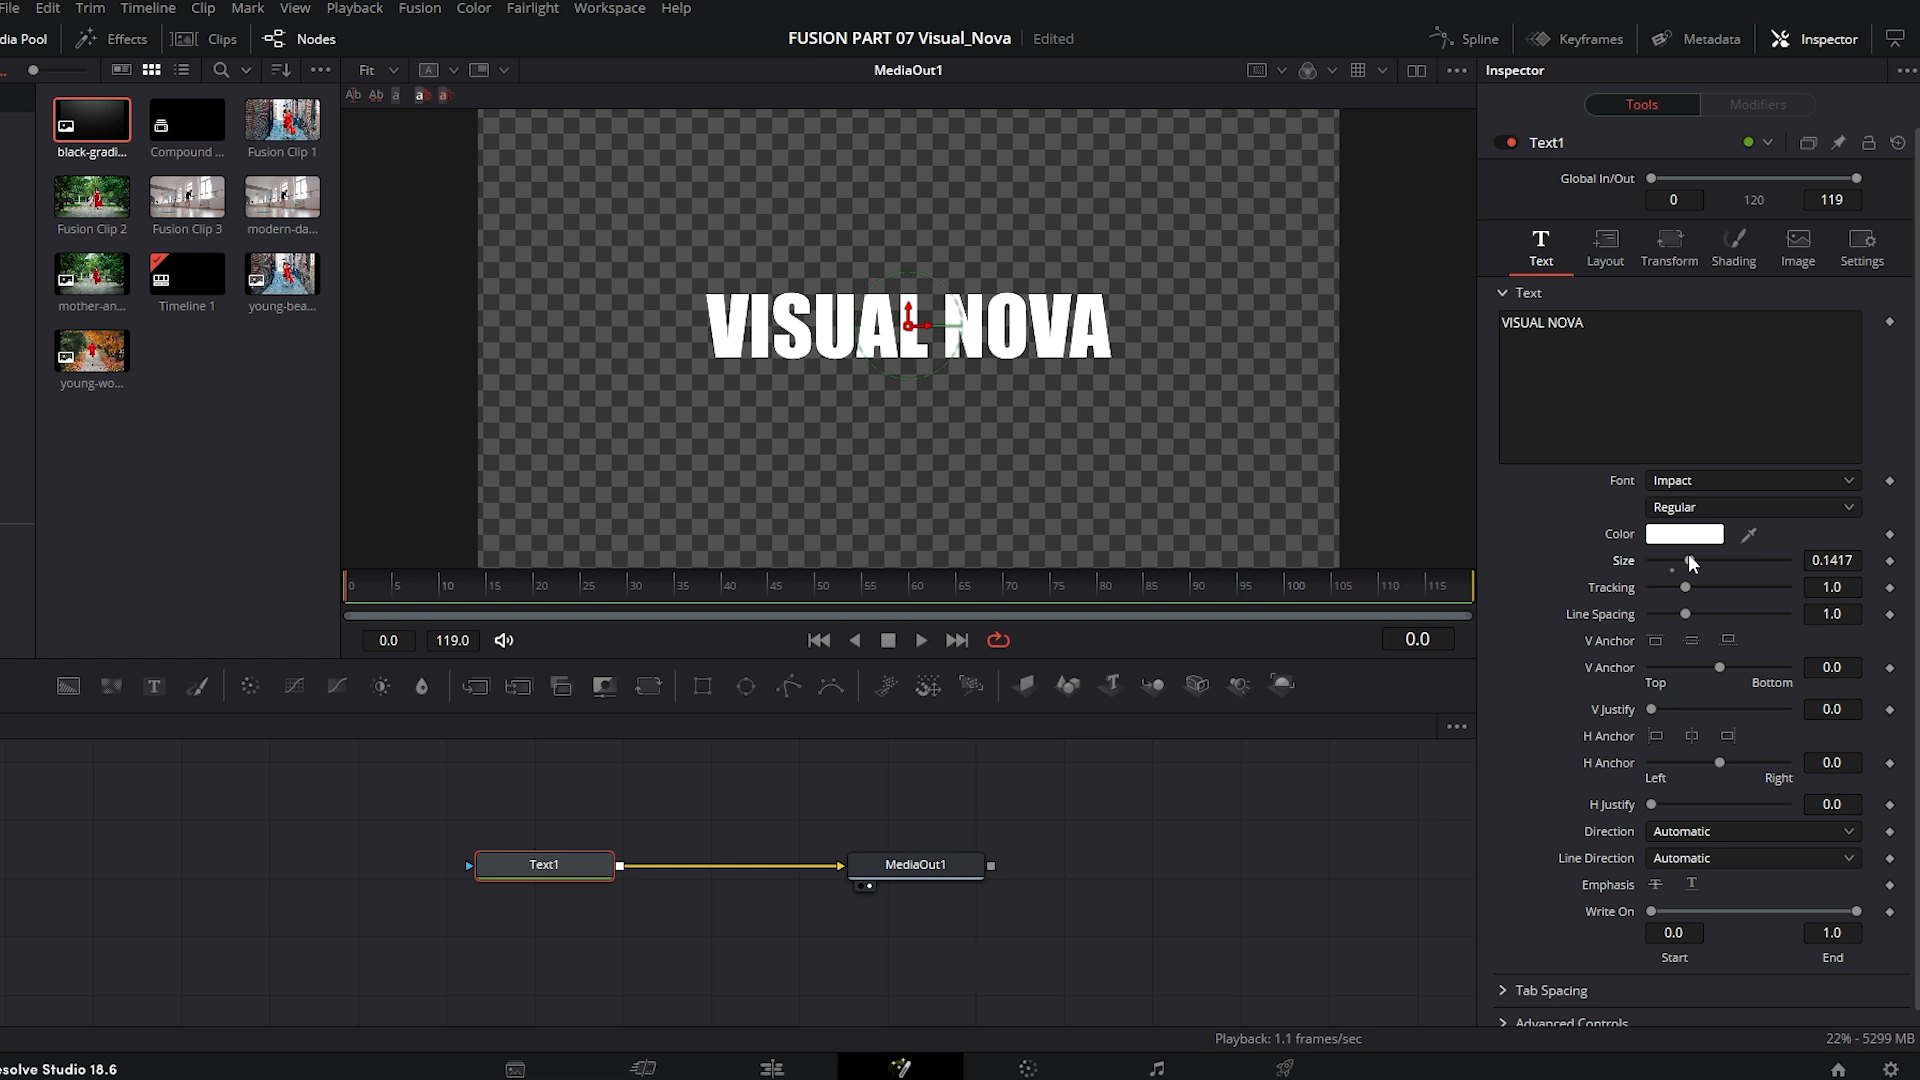 File Edit Trim Timeline Clip Mark View Playback Fusion Color Fairlight Workspace Help
dia Pool Effects Clips Nodes FUSION PART 07 Visual_Nova Edited Spline Keyframes Metadata Inspector
Fit A MediaOut1 Inspector
Tools Modifiers
Text1
black-gradi... Compound ... Fusion Clip 1
Fusion Clip 2 Fusion Clip 3 modern-da...
mother-an... Timeline 1 young-bea...
young-wo...
VISUAL NOVA
Global In/Out
0 120 119
Text Layout Transform Shading Image Settings
Text
VISUAL NOVA
Font Impact
Regular
Color
Size 0.1417
Tracking 1.0
Line Spacing 1.0
V Anchor
V Anchor 0.0
Top Bottom
V Justify 0.0
H Anchor
H Anchor 0.0
Left Right
H Justify 0.0
Direction Automatic
Line Direction Automatic
Emphasis
Write On
0.0 1.0
Start End
Tab Spacing
Advanced Controls
0 5 10 15 20 25 30 35 40 45 50 55 60 65 70 75 80 85 90 95 100 105 110 115
0.0 119.0 0.0
Text1 MediaOut1
Playback: 1.1 frames/sec 22% - 5299 MB
esolve Studio 18.6